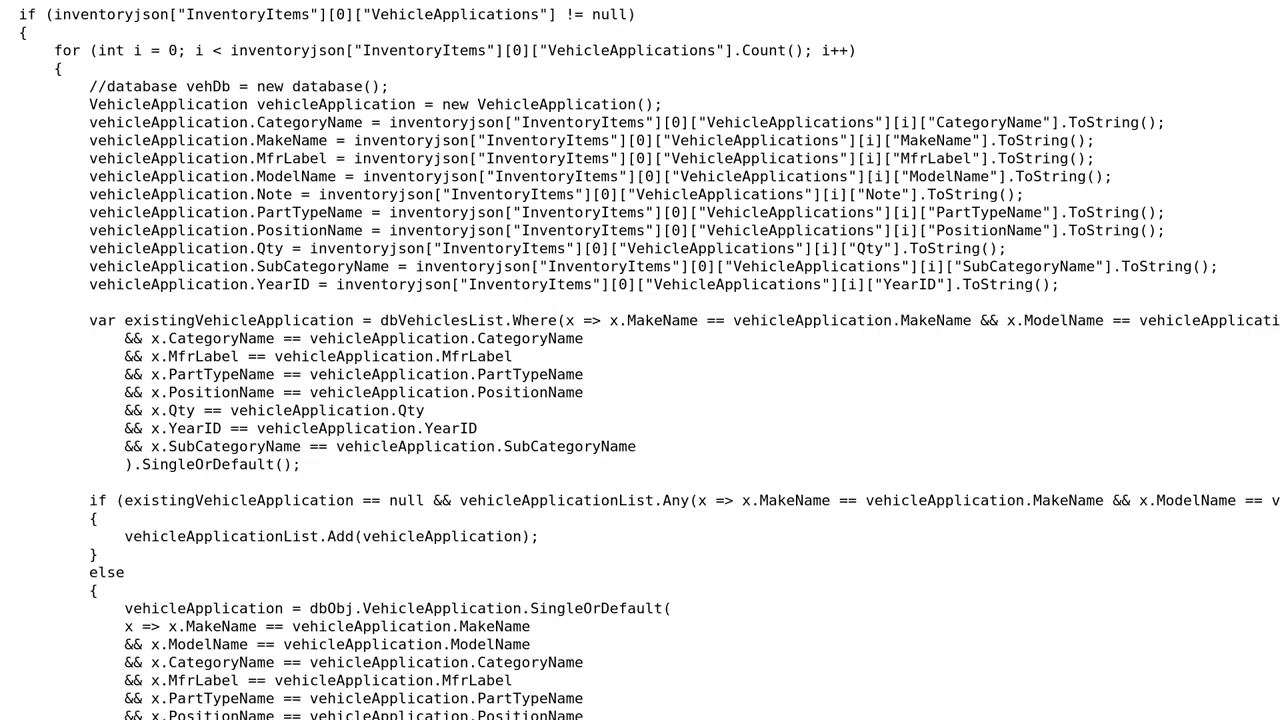 if (inventoryjson["InventoryItems"][0]["VehicleApplications"] != null)
{
    for (int i = 0; i < inventoryjson["InventoryItems"][0]["VehicleApplications"].Count(); i++)
    {
        //database vehDb = new database();
        VehicleApplication vehicleApplication = new VehicleApplication();
        vehicleApplication.CategoryName = inventoryjson["InventoryItems"][0]["VehicleApplications"][i]["CategoryName"].ToString();
        vehicleApplication.MakeName = inventoryjson["InventoryItems"][0]["VehicleApplications"][i]["MakeName"].ToString();
        vehicleApplication.MfrLabel = inventoryjson["InventoryItems"][0]["VehicleApplications"][i]["MfrLabel"].ToString();
        vehicleApplication.ModelName = inventoryjson["InventoryItems"][0]["VehicleApplications"][i]["ModelName"].ToString();
        vehicleApplication.Note = inventoryjson["InventoryItems"][0]["VehicleApplications"][i]["Note"].ToString();
        vehicleApplication.PartTypeName = inventoryjson["InventoryItems"][0]["VehicleApplications"][i]["PartTypeName"].ToString();
        vehicleApplication.PositionName = inventoryjson["InventoryItems"][0]["VehicleApplications"][i]["PositionName"].ToString();
        vehicleApplication.Qty = inventoryjson["InventoryItems"][0]["VehicleApplications"][i]["Qty"].ToString();
        vehicleApplication.SubCategoryName = inventoryjson["InventoryItems"][0]["VehicleApplications"][i]["SubCategoryName"].ToString();
        vehicleApplication.YearID = inventoryjson["InventoryItems"][0]["VehicleApplications"][i]["YearID"].ToString();

        var existingVehicleApplication = dbVehiclesList.Where(x => x.MakeName == vehicleApplication.MakeName && x.ModelName == vehicleApplicati
            && x.CategoryName == vehicleApplication.CategoryName
            && x.MfrLabel == vehicleApplication.MfrLabel
            && x.PartTypeName == vehicleApplication.PartTypeName
            && x.PositionName == vehicleApplication.PositionName
            && x.Qty == vehicleApplication.Qty
            && x.YearID == vehicleApplication.YearID
            && x.SubCategoryName == vehicleApplication.SubCategoryName
            ).SingleOrDefault();

        if (existingVehicleApplication == null && vehicleApplicationList.Any(x => x.MakeName == vehicleApplication.MakeName && x.ModelName == v
        {
            vehicleApplicationList.Add(vehicleApplication);
        }
        else
        {
            vehicleApplication = dbObj.VehicleApplication.SingleOrDefault(
            x => x.MakeName == vehicleApplication.MakeName
            && x.ModelName == vehicleApplication.ModelName
            && x.CategoryName == vehicleApplication.CategoryName
            && x.MfrLabel == vehicleApplication.MfrLabel
            && x.PartTypeName == vehicleApplication.PartTypeName
            && x.PositionName == vehicleApplication.PositionName